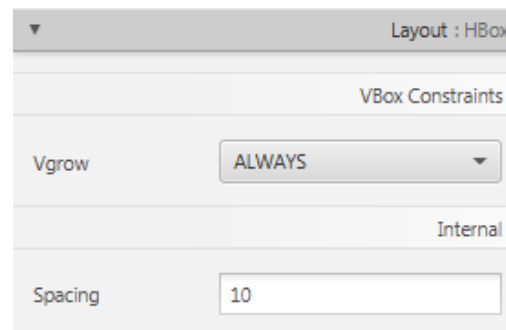 Layout : HBox
VBox Constraints
Vgrow ALWAYS
Internal
Spacing 10